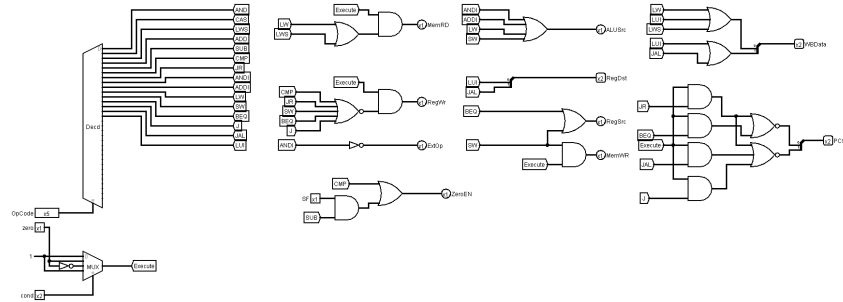 AND
CAS
LWS
ADD
SUB
CMP
JR
ANDI
ADDI
LW
SW
BEQ
J
JAL
LUI
Decd
OpCode x5
zero x1
1
MUX
Execute
cond x2
Execute
LW
LWS
x1 MemRD
Execute
CMP
JR
SW
BEQ
J
x1 RegWr
ANDI
x1 ExtOp
CMP
SF x1
SUB
x1 ZeroEN
ANDI
ADDI
LW
SW
x1 ALUSrc
LUI
JAL
x2 RegDst
BEQ
x1 RegSrc
SW
Execute
x1 MemWR
LW
LUI
LWS
LUI
JAL
x2 WBData
JR
BEQ
Execute
JAL
J
x2 PCS